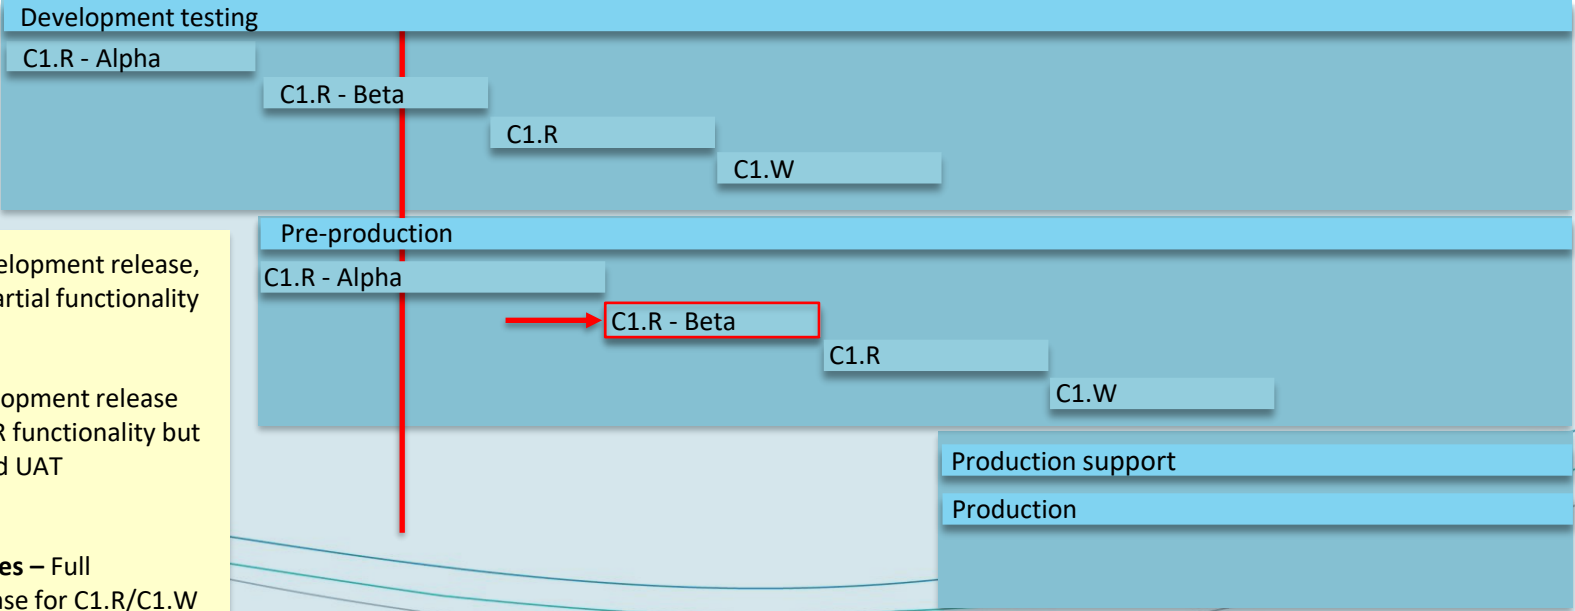 Development testing
C1.R - Alpha
C1.R - Beta
C1.R
C1.W
Pre-production
C1.R - Alpha
C1.R - Beta
C1.R
C1.W
Production support
Production
elopment release,
artial functionality
opment release
R functionality but
d UAT
es – Full
ase for C1.R/C1.W